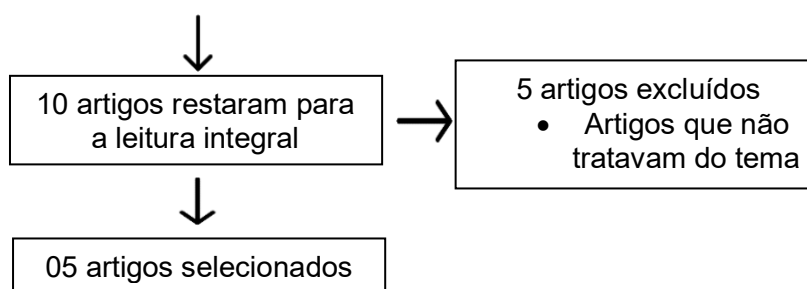 10 artigos restaram para
a leitura integral
5 artigos excluídos
• Artigos que não
tratavam do tema
05 artigos selecionados